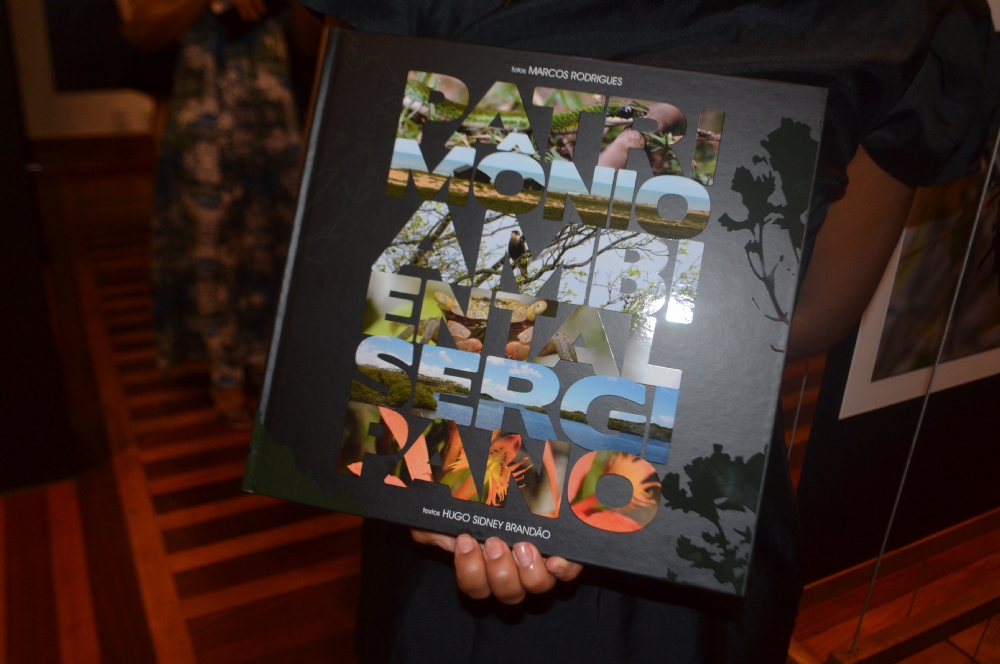 fotos MARCOS RODRIGUES
PATRI
MÔNIO
AMBI
ENTAL
SERGI
PANO
textos HUGO SIDNEY BRANDÃO